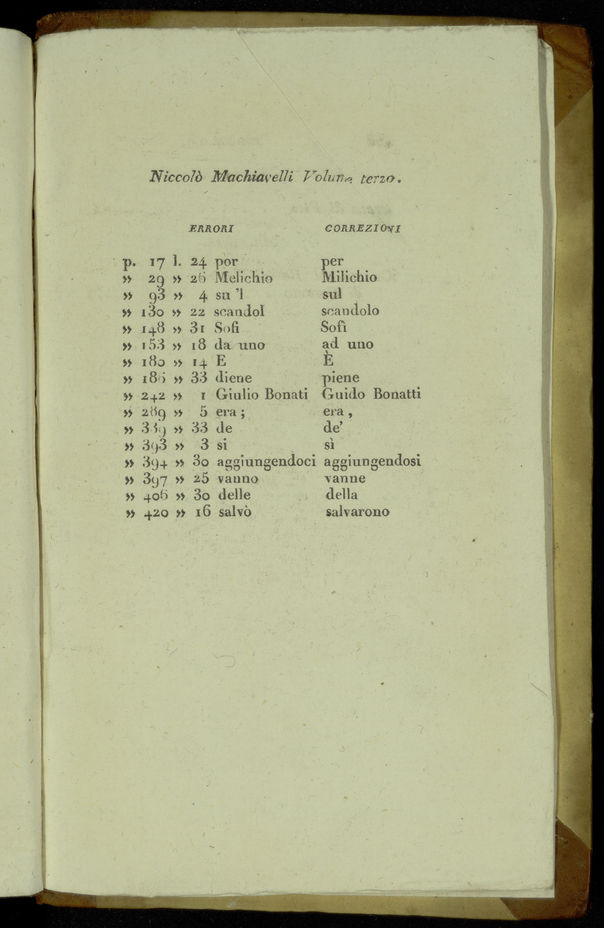 Niccolò Machiavelli Volume terzo.
ERRORI CORREZIONI
p. 17 l. 24 por per
» 29 » 26 Melichio Milichio
» 93 » 4 su 'l sul
» 130 » 22 scandol scandolo
» 148 » 31 Sofi Sofì
» 153 » 18 da uno ad uno
» 180 » 14 E È
» 186 » 33 diene piene
» 242 » 1 Giulio Bonati Guido Bonatti
» 289 » 5 era ; era ,
» 339 » 33 de de'
» 393 » 3 si sì
» 394 » 30 aggiungendoci aggiungendosi
» 397 » 25 vanno vanne
» 406 » 30 delle della
» 420 » 16 salvò salvarono